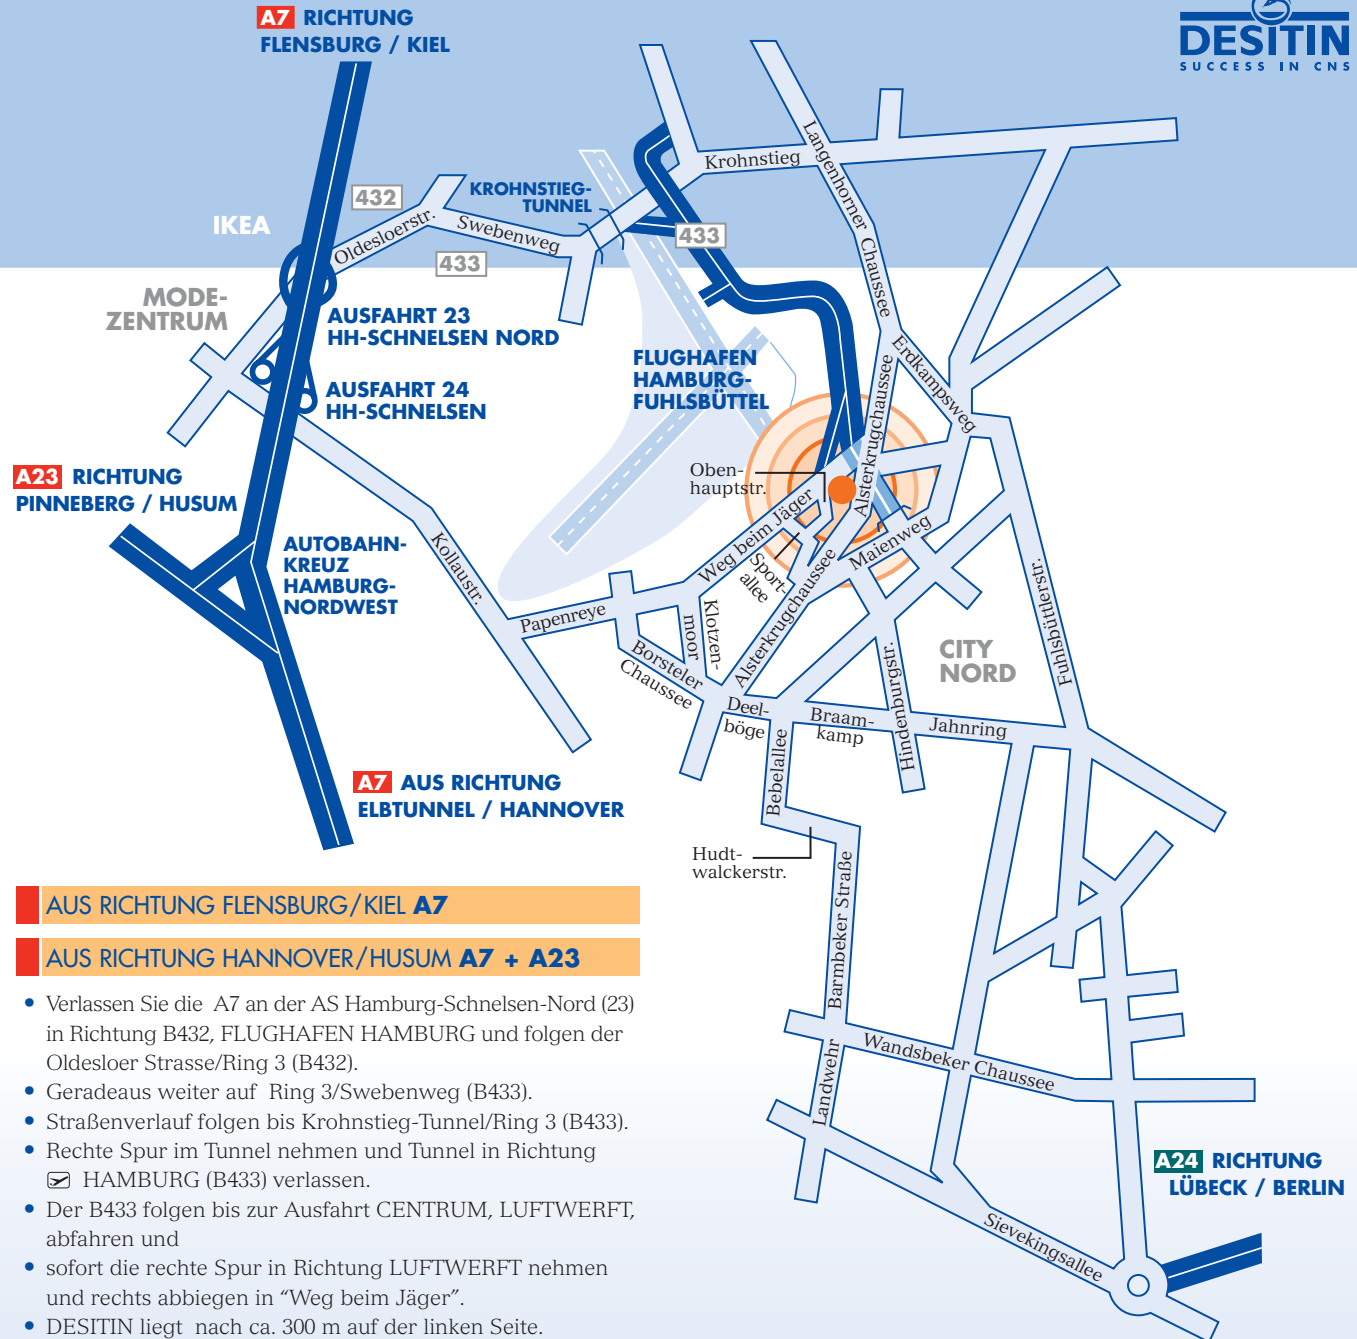 A7 RICHTUNG
FLENSBURG / KIEL
DESITIN
SUCCESS IN CNS
Krohnstieg
Langenhorner Chaussee
432
KROHNSTIEG-
TUNNEL
IKEA
Oldesloerstr.
Swebenweg
433
433
MODE-
ZENTRUM
AUSFAHRT 23
HH-SCHNELSEN NORD
AUSFAHRT 24
HH-SCHNELSEN
FLUGHAFEN
HAMBURG-
FUHLSBÜTTEL
Erdkampsweg
Alsterkrugchaussee
A23 RICHTUNG
PINNEBERG / HUSUM
Oben-
hauptstr.
AUTOBAHN-
KREUZ
HAMBURG-
NORDWEST
Kollaustr.
Weg beim Jäger
Sport-
allee
Maienweg
Alsterkrugchaussee
Papenreye
Klotzen-
moor
Borsteler
Chaussee
Fuhlsbüttlerstr.
CITY
NORD
Hindenburgstr.
Deel-
böge
Braam-
kamp
Jahnring
Bebelallee
A7 AUS RICHTUNG
ELBTUNNEL / HANNOVER
Hudt-
walckerstr.
Barmbeker Straße
Landwehr
Wandsbeker Chaussee
Sievekingsallee
A24 RICHTUNG
LÜBECK / BERLIN
AUS RICHTUNG FLENSBURG/KIEL A7
AUS RICHTUNG HANNOVER/HUSUM A7 + A23
• Verlassen Sie die A7 an der AS Hamburg-Schnelsen-Nord (23)
in Richtung B432, FLUGHAFEN HAMBURG und folgen der
Oldesloer Strasse/Ring 3 (B432).
• Geradeaus weiter auf Ring 3/Swebenweg (B433).
• Straßenverlauf folgen bis Krohnstieg-Tunnel/Ring 3 (B433).
• Rechte Spur im Tunnel nehmen und Tunnel in Richtung
HAMBURG (B433) verlassen.
• Der B433 folgen bis zur Ausfahrt CENTRUM, LUFTWERFT,
abfahren und
• sofort die rechte Spur in Richtung LUFTWERFT nehmen
und rechts abbiegen in “Weg beim Jäger”.
• DESITIN liegt nach ca. 300 m auf der linken Seite.